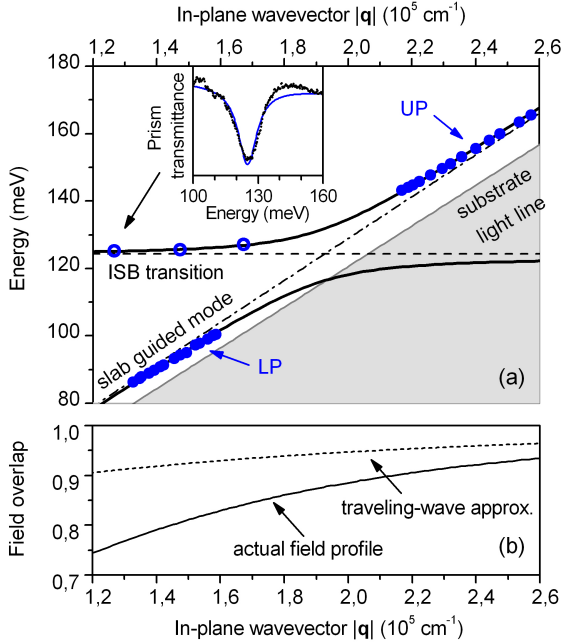 In-plane wavevector |q| (10⁵ cm⁻¹)
1,2 1,4 1,6 1,8 2,0 2,2 2,4 2,6
180
160
140
120
100
80
Energy (meV)
Prism
transmittance
100 130 160
Energy (meV)
UP
substrate
light line
ISB transition
slab guided mode
LP
(a)
1,0
0,9
0,8
0,7
Field overlap
traveling-wave approx.
actual field profile
(b)
1,2 1,4 1,6 1,8 2,0 2,2 2,4 2,6
In-plane wavevector |q| (10⁵ cm⁻¹)